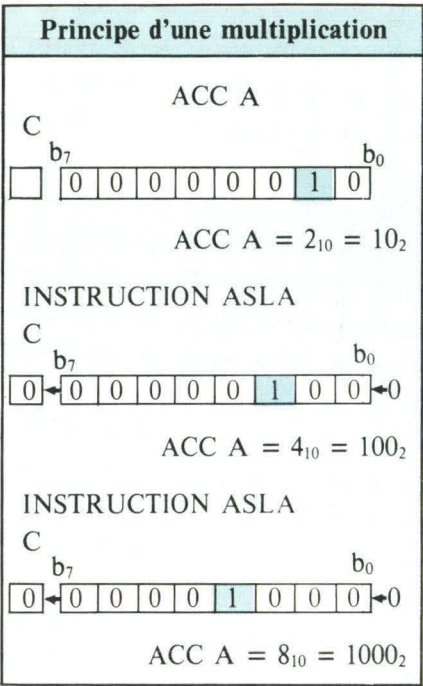 Principe d'une multiplication
ACC A
C
b₇ b₀
0 0 0 0 0 0 1 0
ACC A = 2₁₀ = 10₂
INSTRUCTION ASLA
C
b₇ b₀
0 0 0 0 0 0 1 0 0 0
ACC A = 4₁₀ = 100₂
INSTRUCTION ASLA
C
b₇ b₀
0 0 0 0 0 1 0 0 0 0
ACC A = 8₁₀ = 1000₂